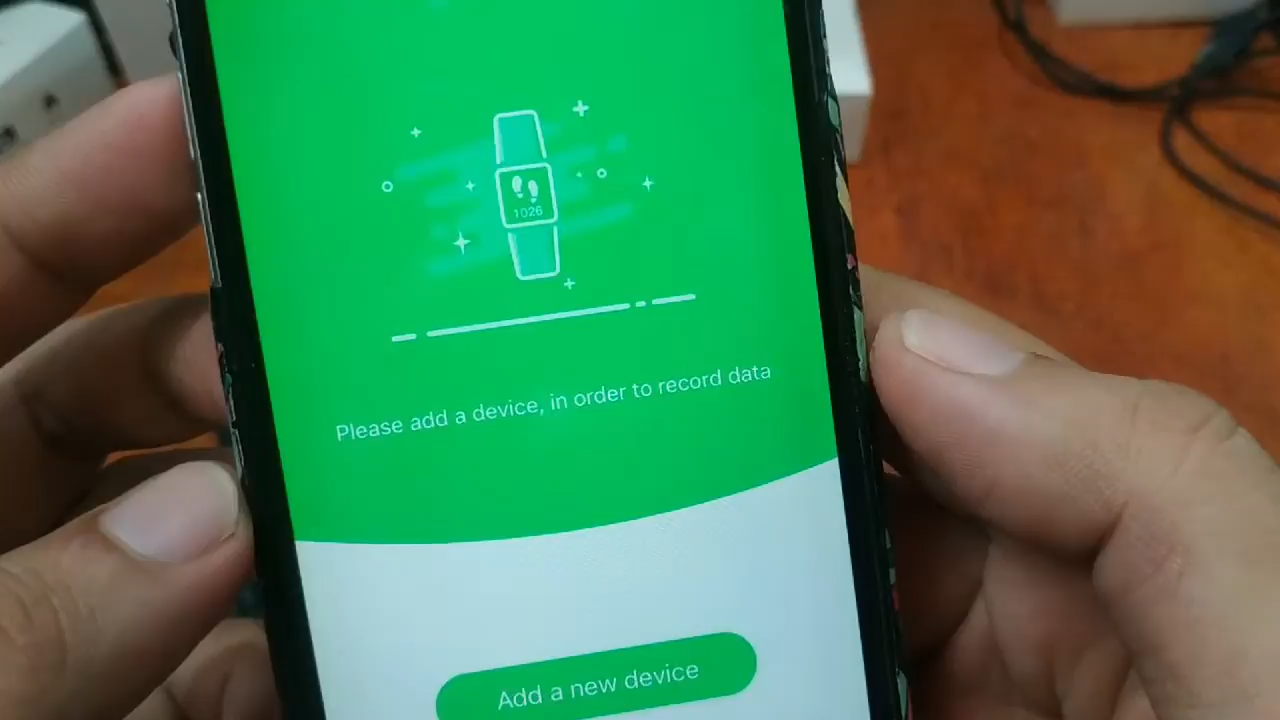 1026
Please add a device, in order to record data
Add a new device